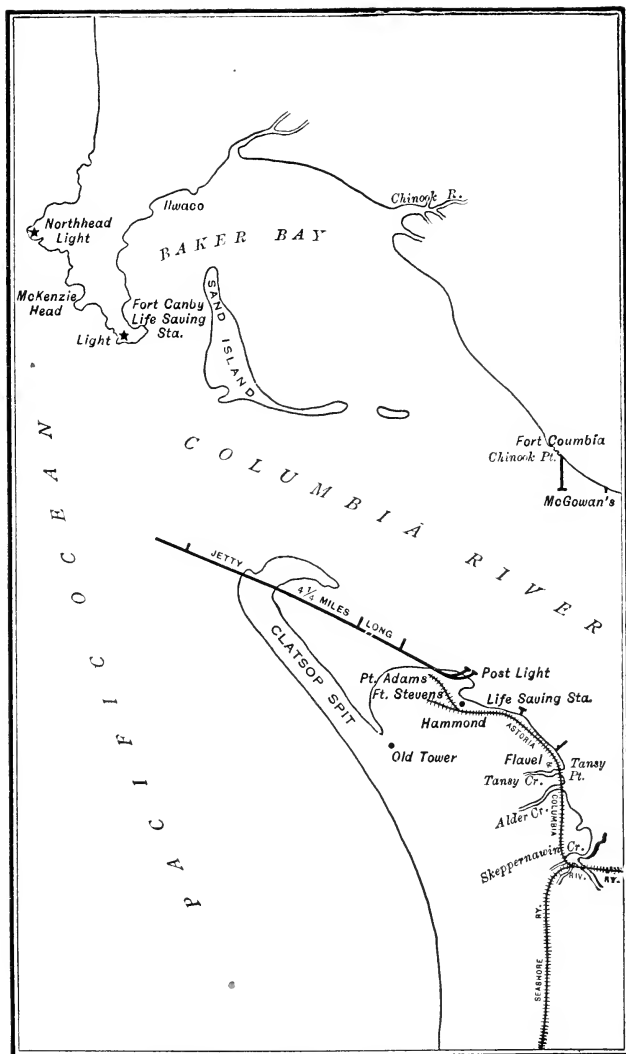 Chinook R.
Ilwaco
Northhead
Light
BAKER BAY
McKenzie
Head
Fort Canby
Life Saving
Sta.
Light
SAND ISLAND
PACIFIC OCEAN
COLUMBIA RIVER
Fort Coumbia
Chinook Pt.
McGowan's
JETTY
4¼ MILES
LONG
CLATSOP SPIT
Post Light
Pt. Adams
Ft. Stevens
Life Saving Sta.
Hammond
Old Tower
ASTORIA & COLUMBIA
Flavel
Tansy
Pt.
Tansy Cr.
Alder Cr.
Skeppernawin Cr.
RIV.
RY.
SEASHORE RY.